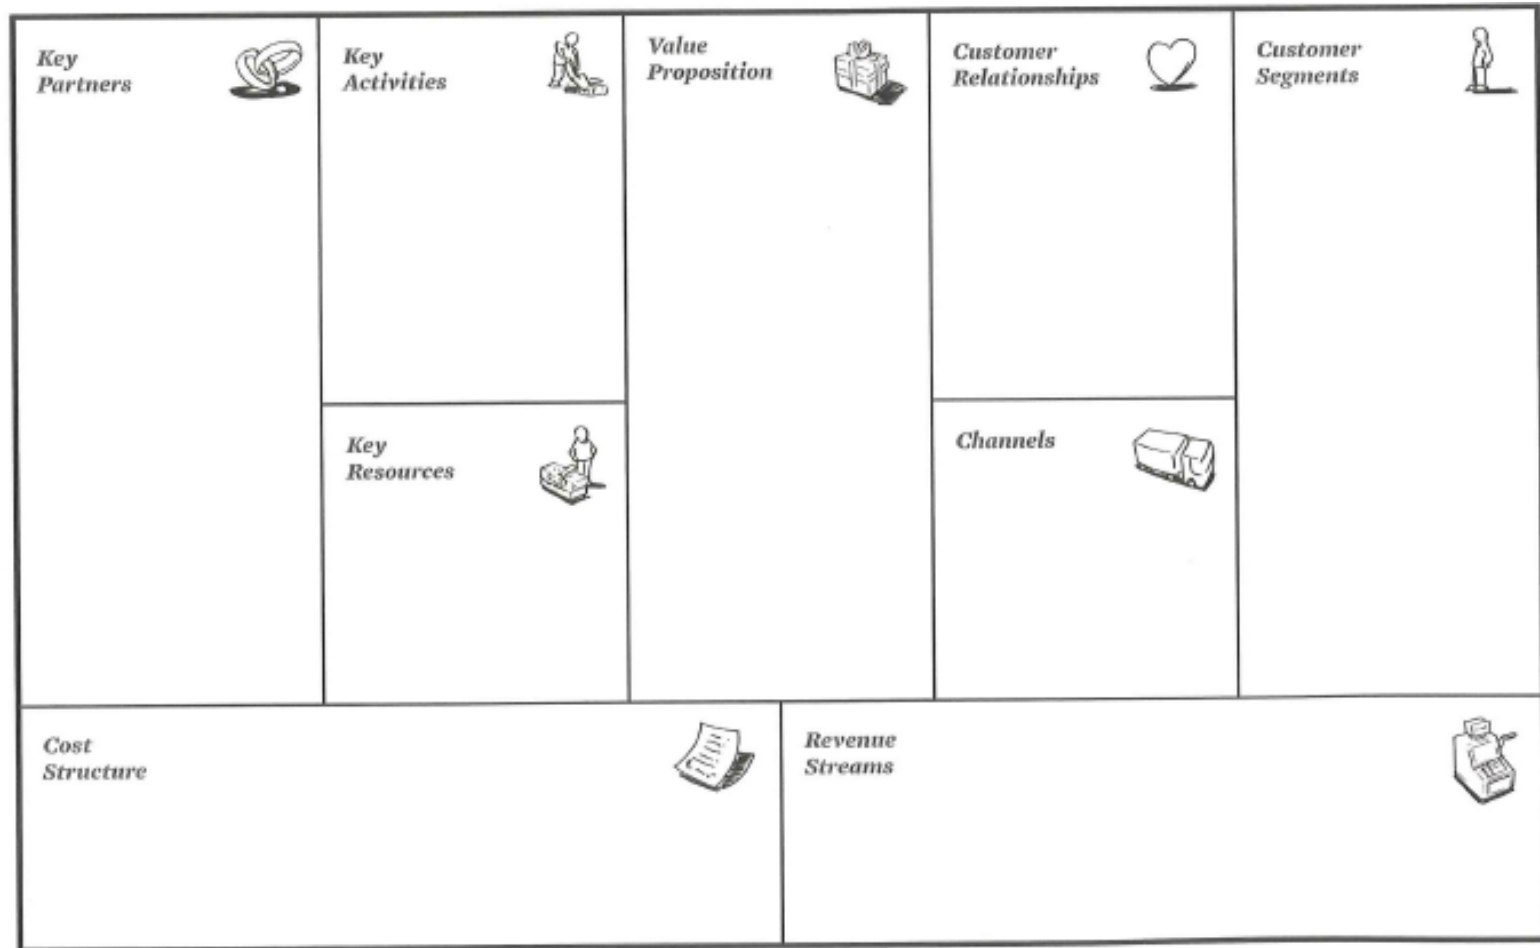 Key
Partners
Key
Activities
Value
Proposition
Customer
Relationships
Customer
Segments
Key
Resources
Channels
Cost
Structure
Revenue
Streams